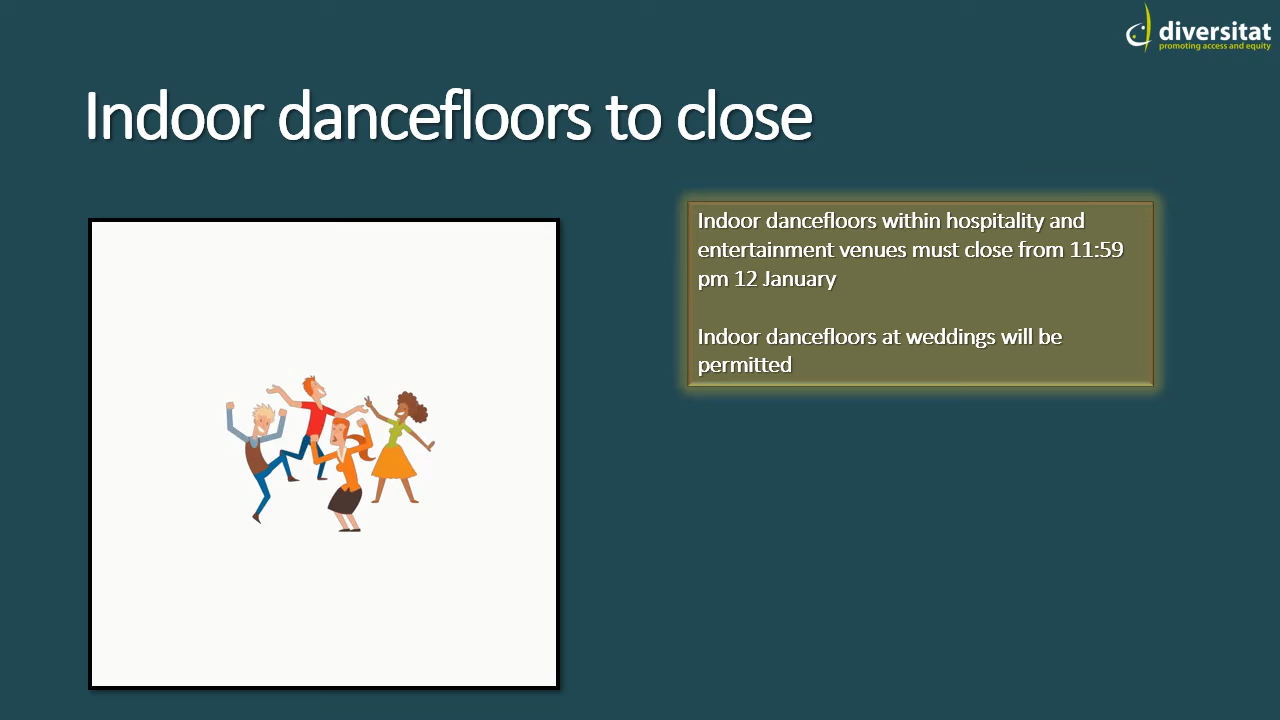 diversitat
promoting access and equity
Indoor dancefloors to close
Indoor dancefloors within hospitality and
entertainment venues must close from 11:59
pm 12 January
Indoor dancefloors at weddings will be
permitted